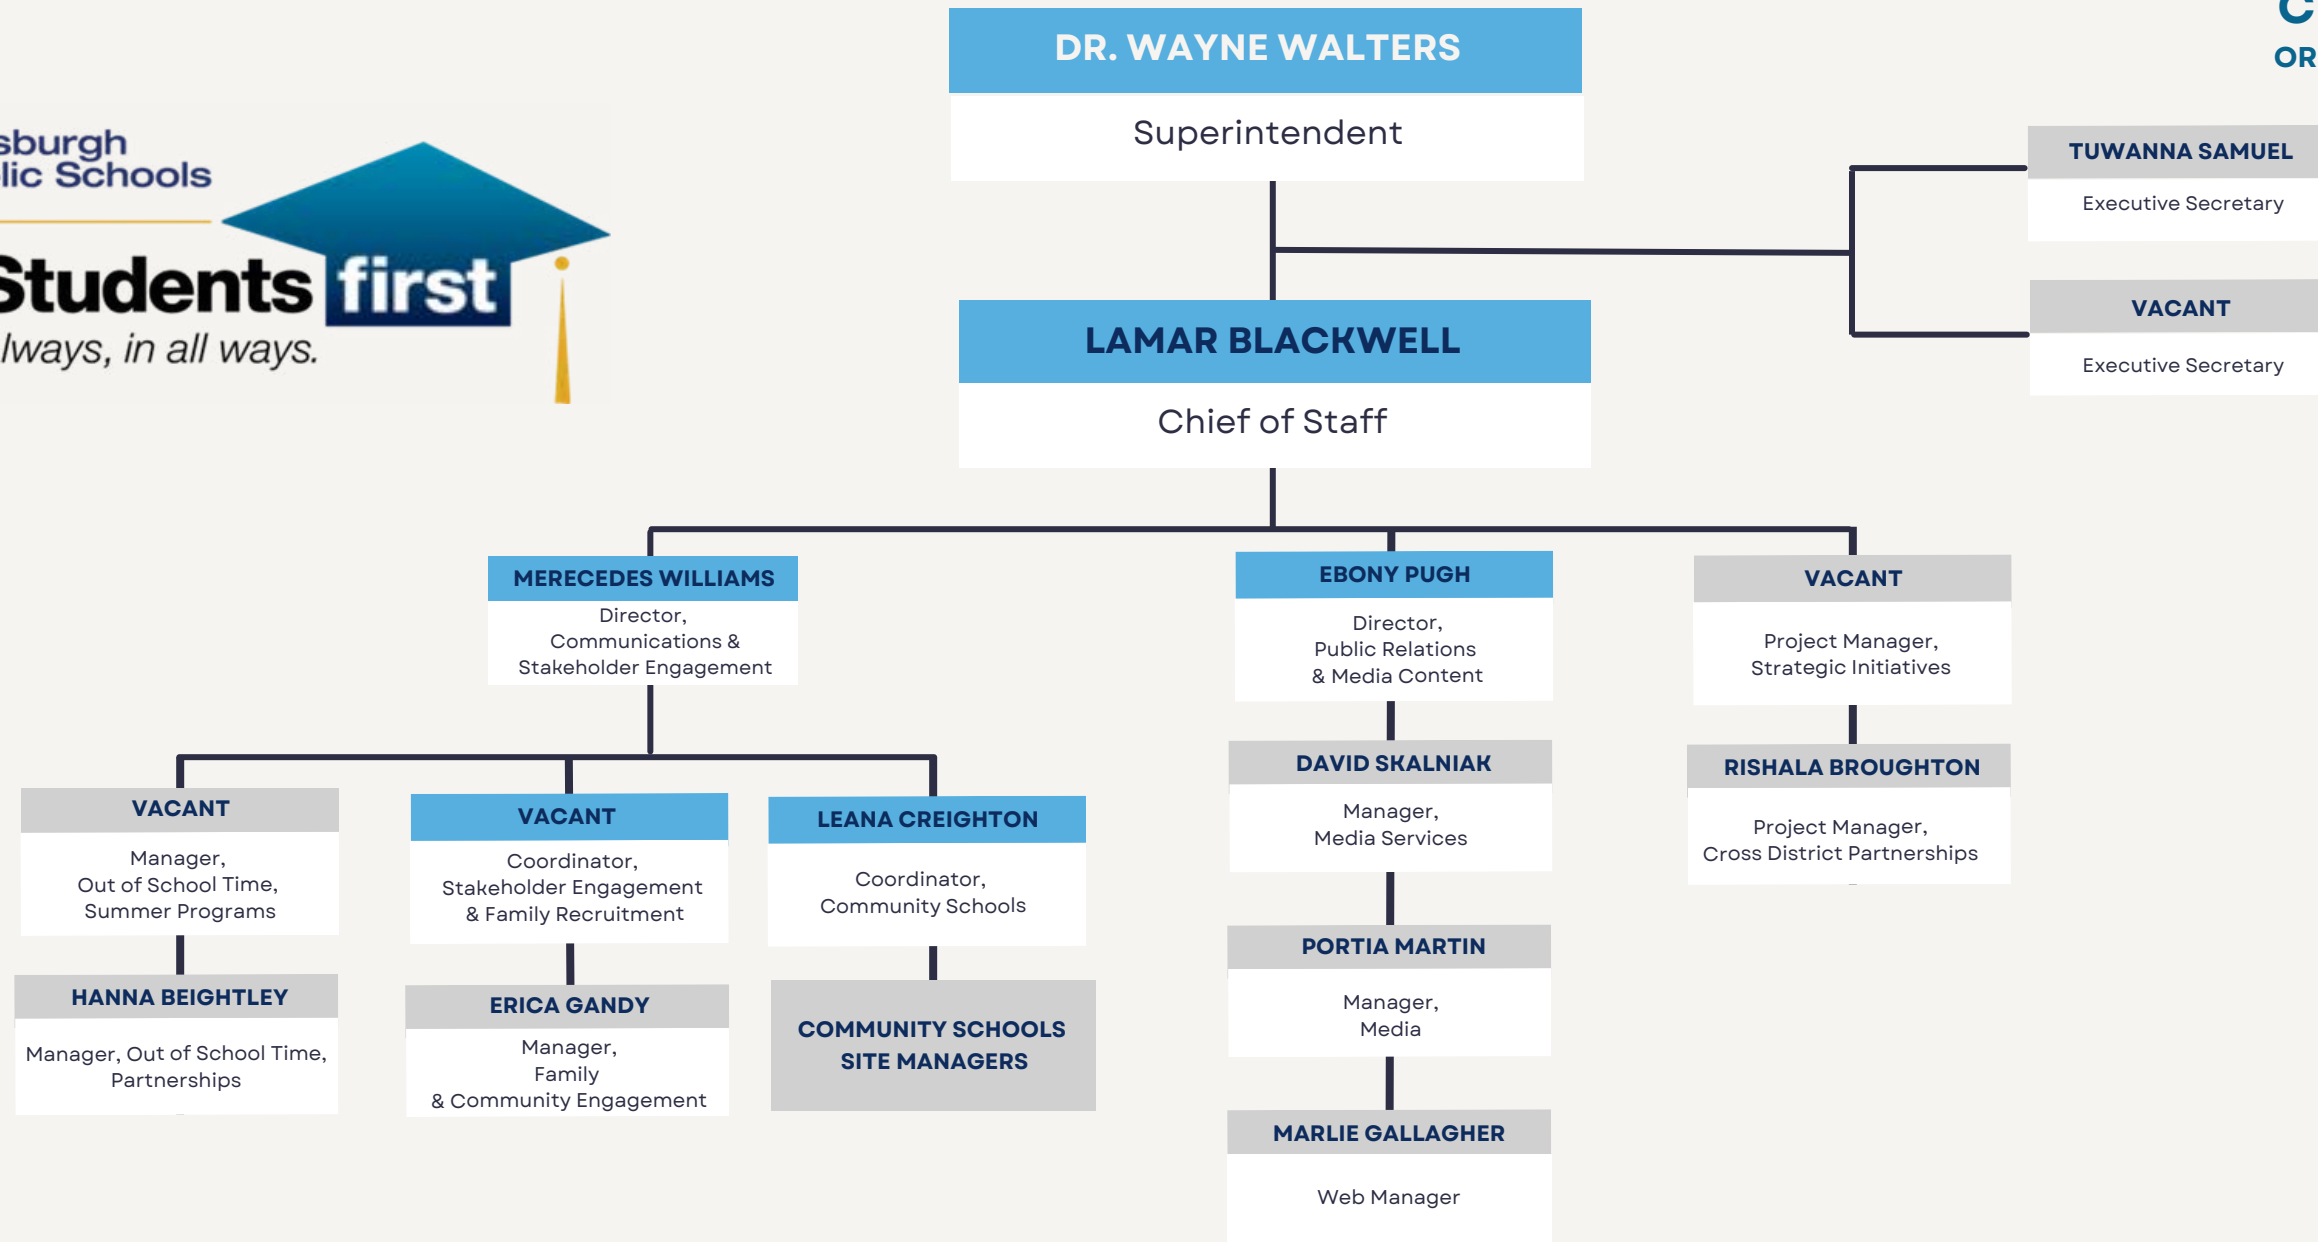 C
OR
DR. WAYNE WALTERS
Superintendent
sburgh
lic Schools
Students first
lways, in all ways.
TUWANNA SAMUEL
Executive Secretary
VACANT
Executive Secretary
LAMAR BLACKWELL
Chief of Staff
MERECEDES WILLIAMS
Director,
Communications &
Stakeholder Engagement
EBONY PUGH
Director,
Public Relations
& Media Content
VACANT
Project Manager,
Strategic Initiatives
VACANT
Manager,
Out of School Time,
Summer Programs
VACANT
Coordinator,
Stakeholder Engagement
& Family Recruitment
LEANA CREIGHTON
Coordinator,
Community Schools
DAVID SKALNIAK
Manager,
Media Services
RISHALA BROUGHTON
Project Manager,
Cross District Partnerships
HANNA BEIGHTLEY
Manager, Out of School Time,
Partnerships
ERICA GANDY
Manager,
Family
& Community Engagement
COMMUNITY SCHOOLS
SITE MANAGERS
PORTIA MARTIN
Manager,
Media
MARLIE GALLAGHER
Web Manager